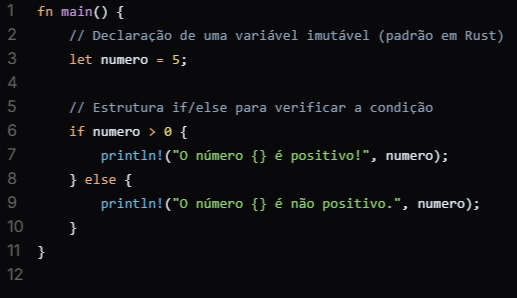 1 fn main() {
2     // Declaração de uma variável imutável (padrão em Rust)
3     let numero = 5;
4
5     // Estrutura if/else para verificar a condição
6     if numero > 0 {
7         println!("O número {} é positivo!", numero);
8     } else {
9         println!("O número {} é não positivo.", numero);
10     }
11 }
12